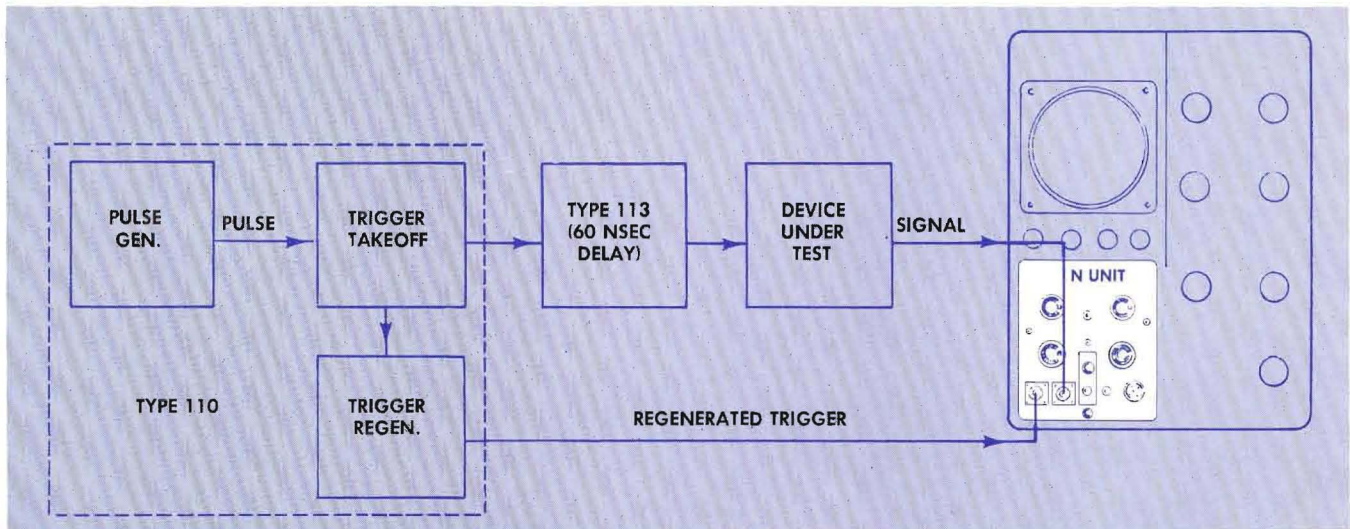 PULSE
GEN.
PULSE
TRIGGER
TAKEOFF
TYPE 113
(60 NSEC
DELAY)
DEVICE
UNDER
TEST
SIGNAL
N UNIT
TYPE 110
TRIGGER
REGEN.
REGENERATED TRIGGER